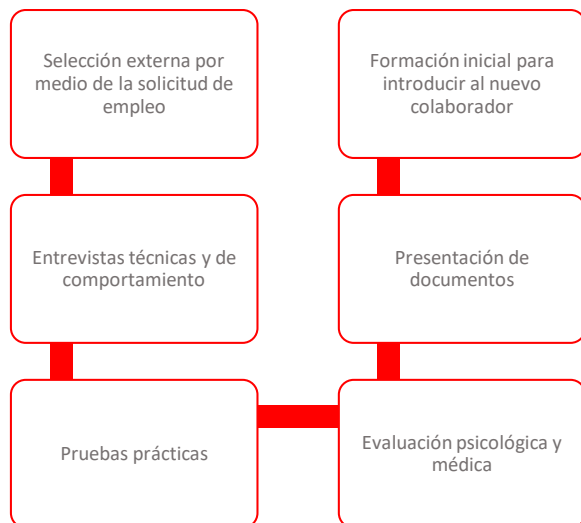 Selección externa por
medio de la solicitud de
empleo
Entrevistas técnicas y de
comportamiento
Pruebas prácticas
Evaluación psicológica y
médica
Presentación de
documentos
Formación inicial para
introducir al nuevo
colaborador